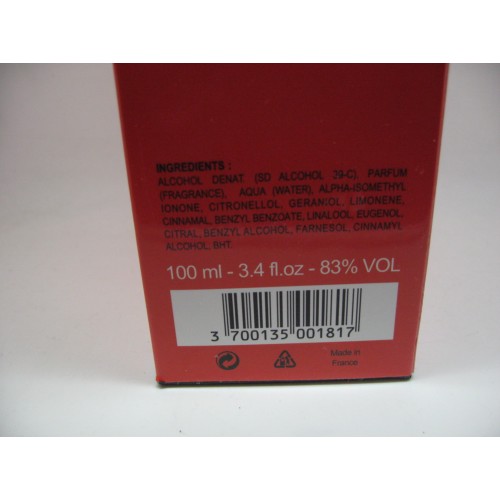 INGREDIENTS :
ALCOHOL DENAT (SD ALCOHOL 39-C), PARFUM
(FRAGRANCE), AQUA (WATER), ALPHA-ISOMETHYL
IONONE, CITRONELLOL, GERANIOL, LIMONENE,
CINNAMAL, BENZYL BENZOATE, LINALOOL, EUGENOL,
CITRAL, BENZYL ALCOHOL, FARNESOL, CINNAMYL
ALCOHOL, BHT.
100 ml - 3.4 fl.oz - 83% VOL
3 700135 001817
Made in
France